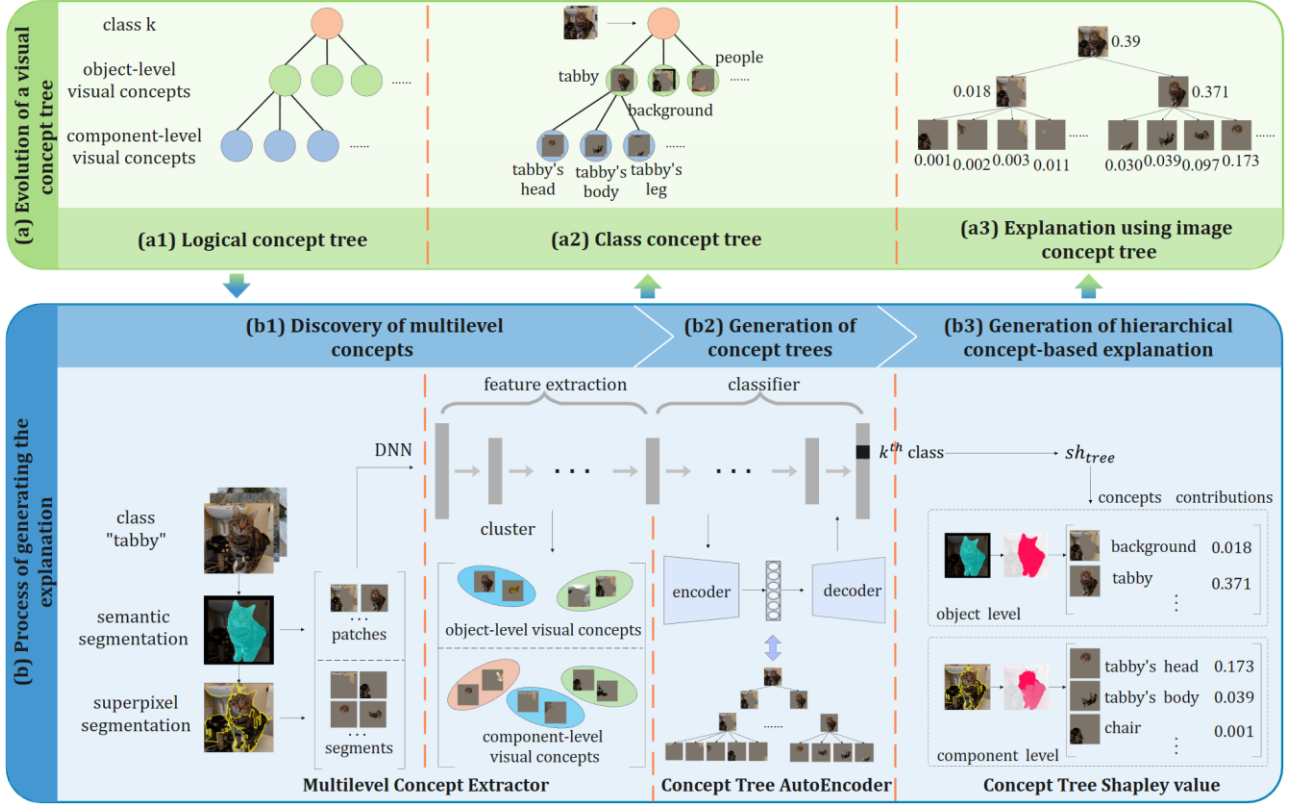 (a) Evolution of a visual
concept tree
class k
object-level
visual concepts
component-level
visual concepts
......
......
(a1) Logical concept tree
tabby
people
background
......
tabby's
head
tabby's
body
tabby's
leg
......
(a2) Class concept tree
0.39
0.018
0.371
0.001
0.002
0.003
0.011
......
0.030
0.039
0.097
0.173
......
(a3) Explanation using image
concept tree
(b) Process of generating the
explanation
(b1) Discovery of multilevel
concepts
(b2) Generation of
concept trees
(b3) Generation of hierarchical
concept-based explanation
class
"tabby"
semantic
segmentation
superpixel
segmentation
...
patches
...
segments
DNN
feature extraction
classifier
...
...
cluster
object-level visual concepts
component-level
visual concepts
Multilevel Concept Extractor
encoder
decoder
......
Concept Tree AutoEncoder
kth class
shtree
concepts contributions
background 0.018
tabby 0.371
⋮ ⋮
object level
tabby's head 0.173
tabby's body 0.039
chair 0.001
⋮ ⋮
component level
Concept Tree Shapley value